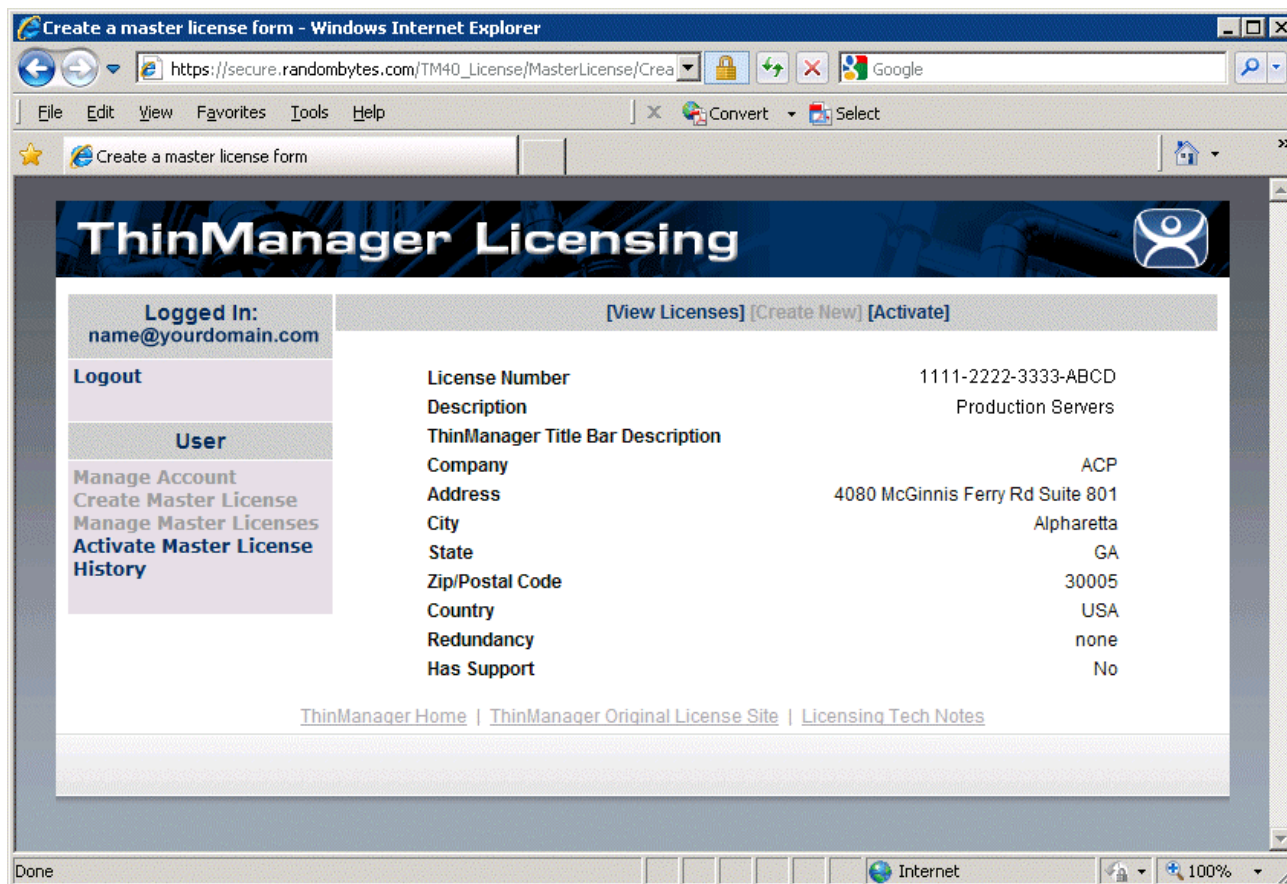 Create a master license form - Windows Internet Explorer
https://secure.randombytes.com/TM40_License/MasterLicense/Crea
Google
File Edit View Favorites Tools Help
X Convert Select
Create a master license form
»
ThinManager Licensing
Logged In:
name@yourdomain.com
[View Licenses] [Create New] [Activate]
Logout
User
Manage Account
Create Master License
Manage Master Licenses
Activate Master License
History
License Number 1111-2222-3333-ABCD
Description Production Servers
ThinManager Title Bar Description
Company ACP
Address 4080 McGinnis Ferry Rd Suite 801
City Alpharetta
State GA
Zip/Postal Code 30005
Country USA
Redundancy none
Has Support No
ThinManager Home | ThinManager Original License Site | Licensing Tech Notes
Done Internet 100%